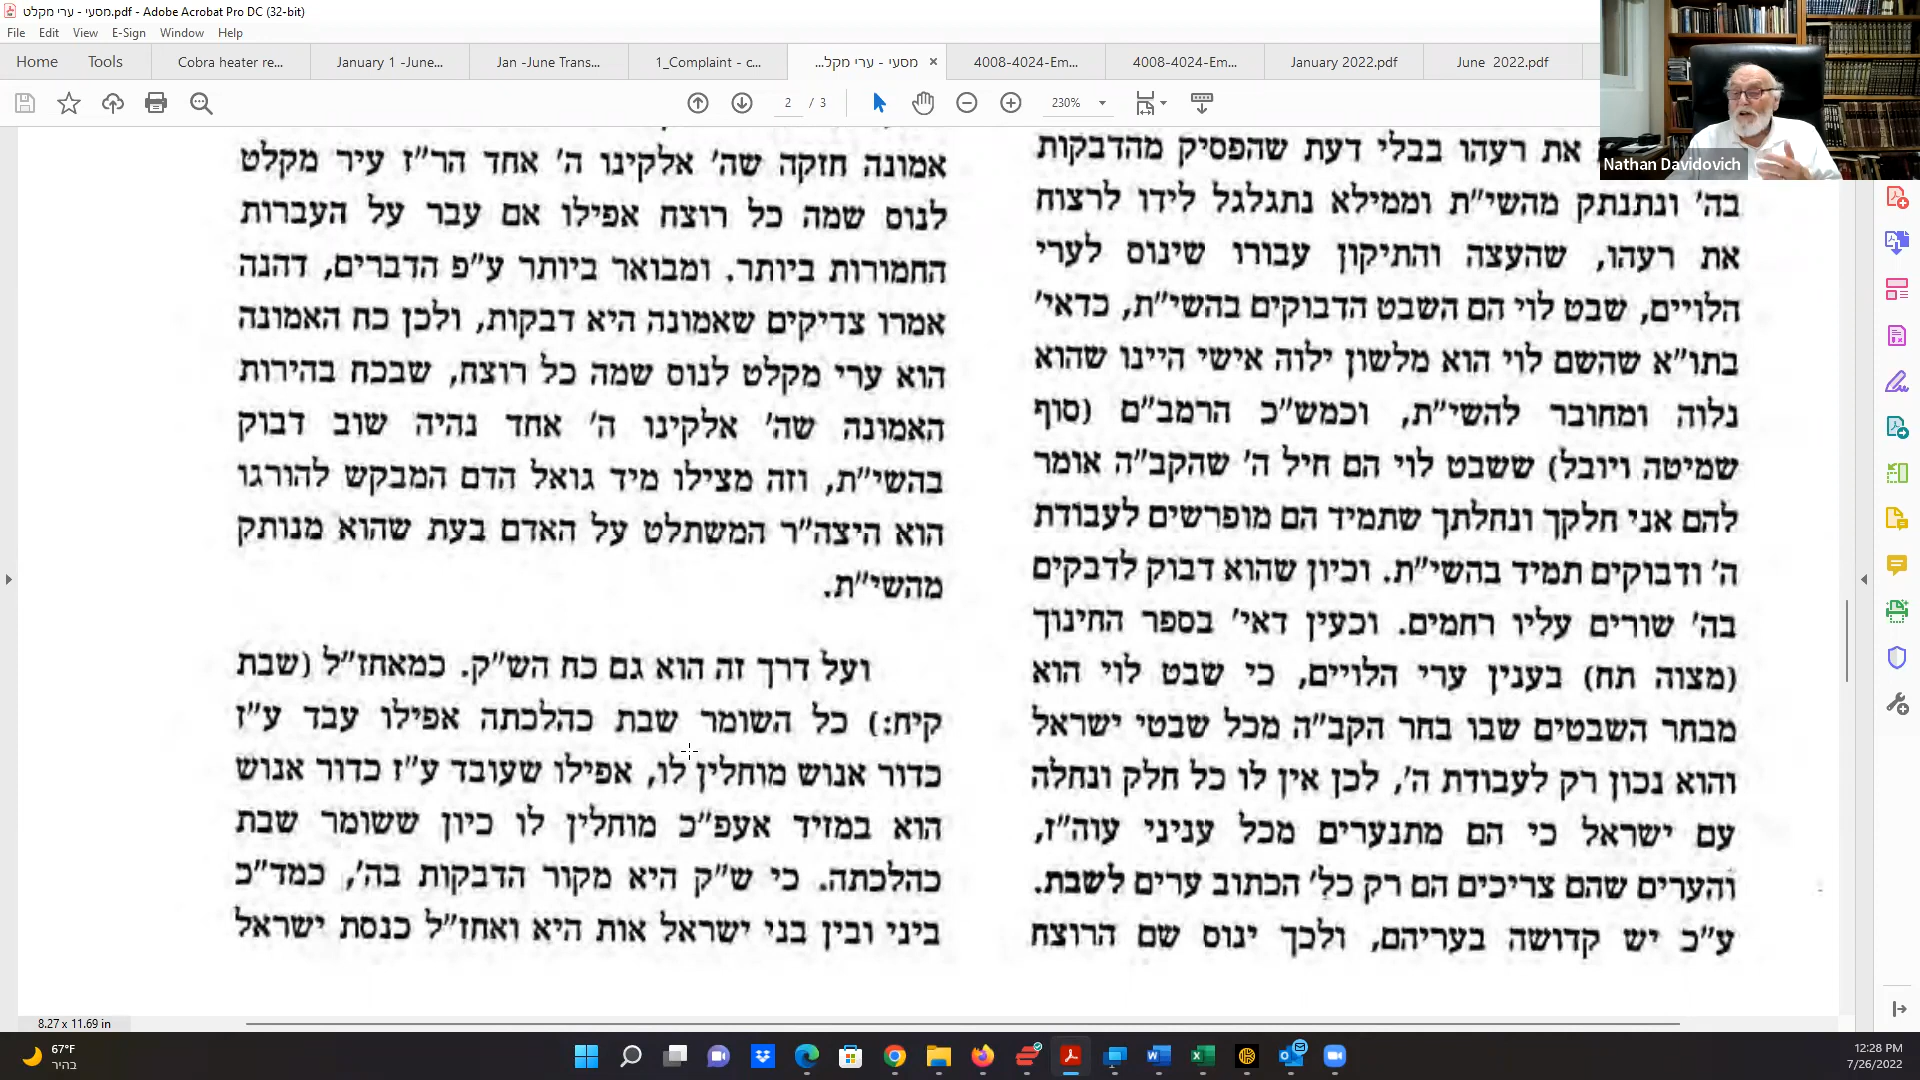 מסעי - ערי מקלט.pdf - Adobe Acrobat Pro DC (32-bit)
File Edit View E-Sign Window Help
Home Tools Cobra heater re... January 1 -June... Jan -June Trans... 1_Complaint - c... מסעי - ערי מקל... 4008-4024-Em... 4008-4024-Em... January 2022.pdf June 2022.pdf
2 / 3 230%
Nathan Davidovich
את רעהו בבלי דעת שהפסיק מהדבקות
בה' ונתנתק מהשי"ת וממילא נתגלגל לידו לרצוח
את רעהו, שהעצה והתיקון עבורו שינוס לערי
הלויים, שבט לוי הם השבט הדבוקים בהשי"ת, כדאי'
בתו"א שהשם לוי הוא מלשון ילוה אישי היינו שהוא
נלוה ומחובר להשי"ת, וכמש"כ הרמב"ם (סוף
שמיטה ויובל) ששבט לוי הם חיל ה' שהקב"ה אומר
להם אני חלקך ונחלתך שתמיד הם מופרשים לעבודת
ה' ודבוקים תמיד בהשי"ת. וכיון שהוא דבוק לדבקים
בה' שורים עליו רחמים. וכעין דאי' בספר החינוך
(מצוה תח) בענין ערי הלויים, כי שבט לוי הוא
מבחר השבטים שבו בחר הקב"ה מכל שבטי ישראל
והוא נכון רק לעבודת ה', לכן אין לו כל חלק ונחלה
עם ישראל כי הם מתנערים מכל עניני עוה"ז,
והערים שהם צריכים הם רק כל' הכתוב ערים לשבת.
ע"כ יש קדושה בעריהם, ולכך ינוס שם הרוצח
אמונה חזקה שה' אלקינו ה' אחד הר"ז עיר מקלט
לנוס שמה כל רוצח אפילו אם עבר על העברות
החמורות ביותר. ומבואר ביותר ע"פ הדברים, דהנה
אמרו צדיקים שאמונה היא דבקות, ולכן כח האמונה
הוא ערי מקלט לנוס שמה כל רוצח, שבכח בהירות
האמונה שה' אלקינו ה' אחד נהיה שוב דבוק
בהשי"ת, וזה מצילו מיד גואל הדם המבקש להורגו
הוא היצה"ר המשתלט על האדם בעת שהוא מנותק
מהשי"ת.
ועל דרך זה הוא גם כח הש"ק. כמאחז"ל (שבת
קיח:) כל השומר שבת כהלכתה אפילו עבד ע"ז
כדור אנוש מוחלין לו, אפילו שעובד ע"ז כדור אנוש
הוא במזיד אעפ"כ מוחלין לו כיון ששומר שבת
כהלכתה. כי ש"ק היא מקור הדבקות בה', כמד"כ
ביני ובין בני ישראל אות היא ואחז"ל כנסת ישראל
8.27 x 11.69 in
67°F
בהיר
12:28 PM
7/26/2022